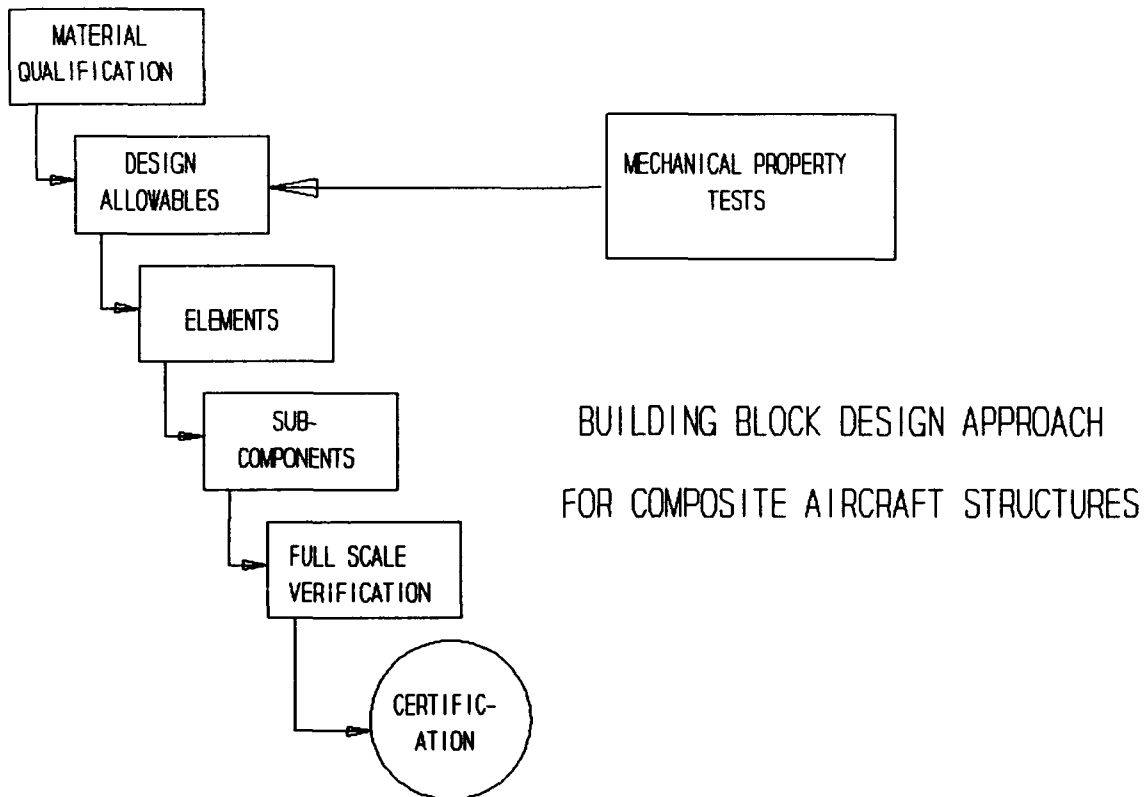 MATERIAL
QUALIFICATION
DESIGN
ALLOWABLES
MECHANICAL PROPERTY
TESTS
ELEMENTS
SUB-
COMPONENTS
BUILDING BLOCK DESIGN APPROACH
FOR COMPOSITE AIRCRAFT STRUCTURES
FULL SCALE
VERIFICATION
CERTIFIC-
ATION